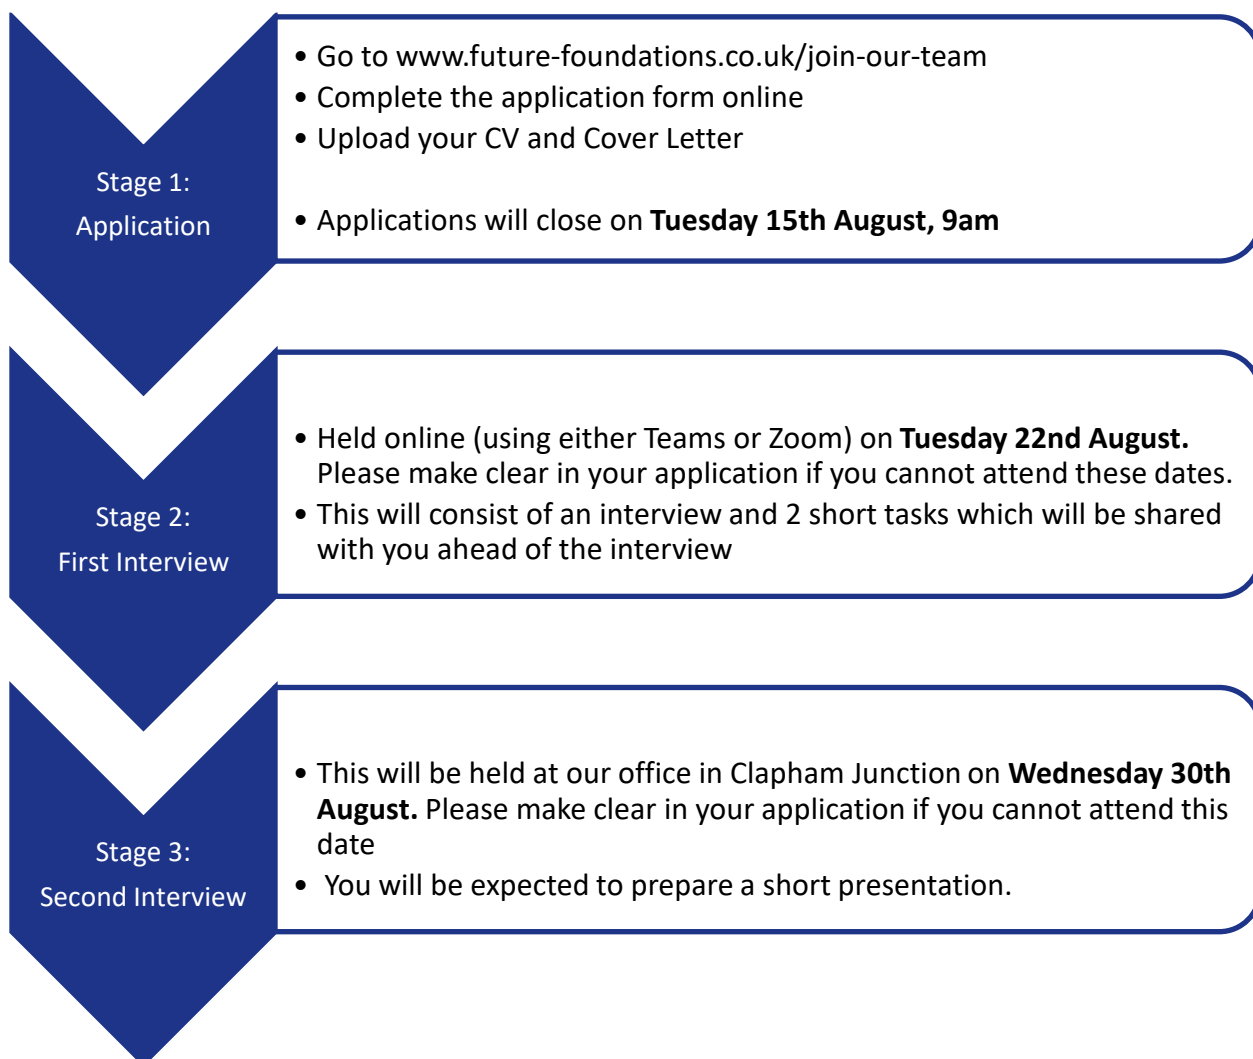 Stage 1:
Application
• Go to www.future-foundations.co.uk/join-our-team
• Complete the application form online
• Upload your CV and Cover Letter
• Applications will close on Tuesday 15th August, 9am
Stage 2:
First Interview
• Held online (using either Teams or Zoom) on Tuesday 22nd August.
Please make clear in your application if you cannot attend these dates.
• This will consist of an interview and 2 short tasks which will be shared
with you ahead of the interview
Stage 3:
Second Interview
• This will be held at our office in Clapham Junction on Wednesday 30th
August. Please make clear in your application if you cannot attend this
date
• You will be expected to prepare a short presentation.